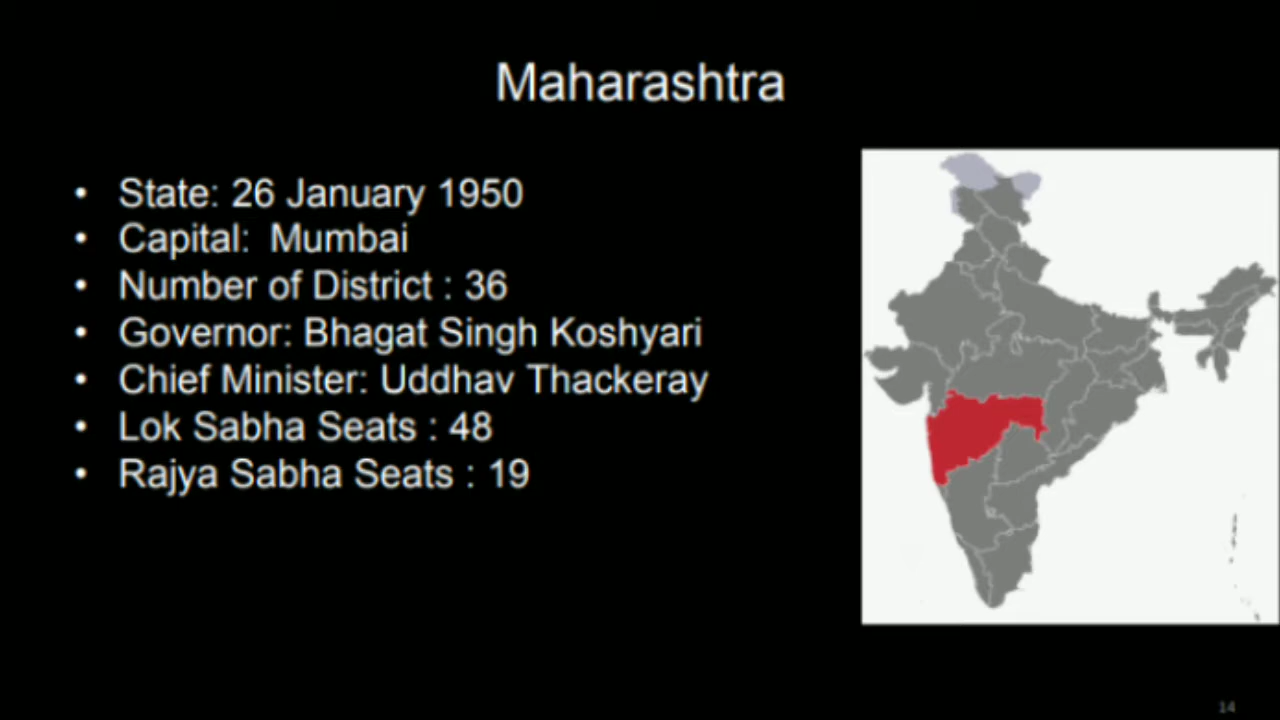 Maharashtra
• State: 26 January 1950
• Capital: Mumbai
• Number of District : 36
• Governor: Bhagat Singh Koshyari
• Chief Minister: Uddhav Thackeray
• Lok Sabha Seats : 48
• Rajya Sabha Seats : 19
14